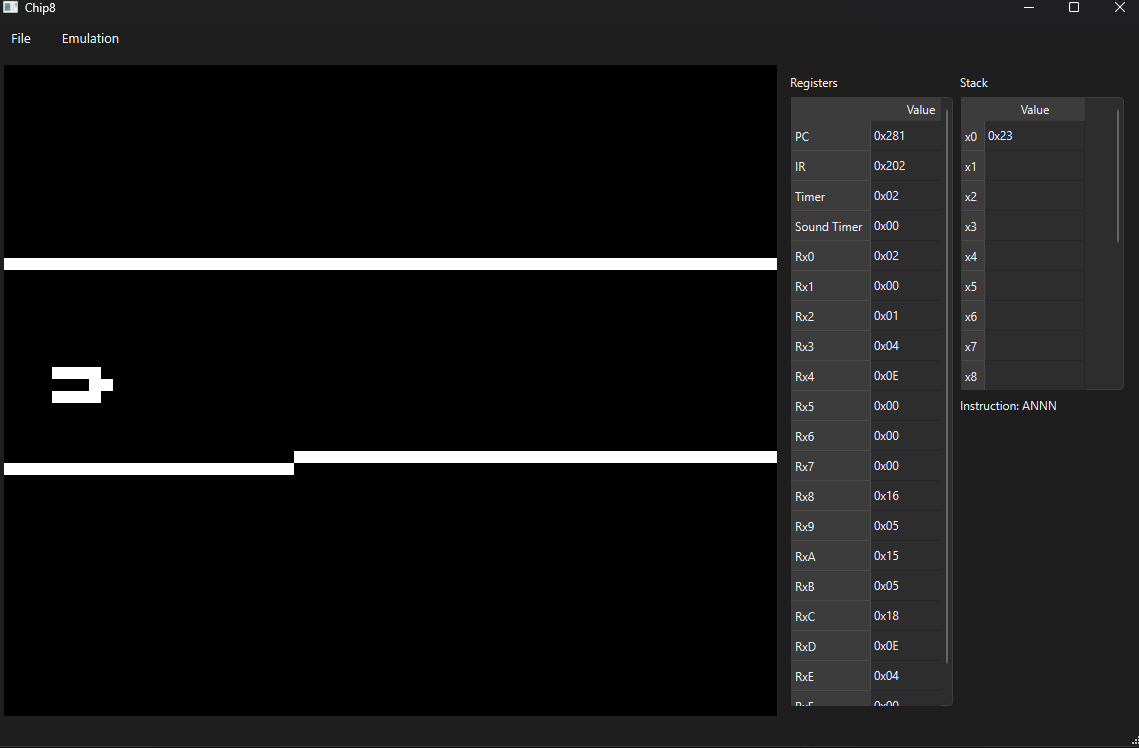 Chip8
File Emulation
Registers
Value
PC 0x281
IR 0x202
Timer 0x02
Sound Timer 0x00
Rx0 0x02
Rx1 0x00
Rx2 0x01
Rx3 0x04
Rx4 0x0E
Rx5 0x00
Rx6 0x00
Rx7 0x00
Rx8 0x16
Rx9 0x05
RxA 0x15
RxB 0x05
RxC 0x18
RxD 0x0E
RxE 0x04
RxF 0x00
Stack
Value
x0 0x23
x1
x2
x3
x4
x5
x6
x7
x8
Instruction: ANNN